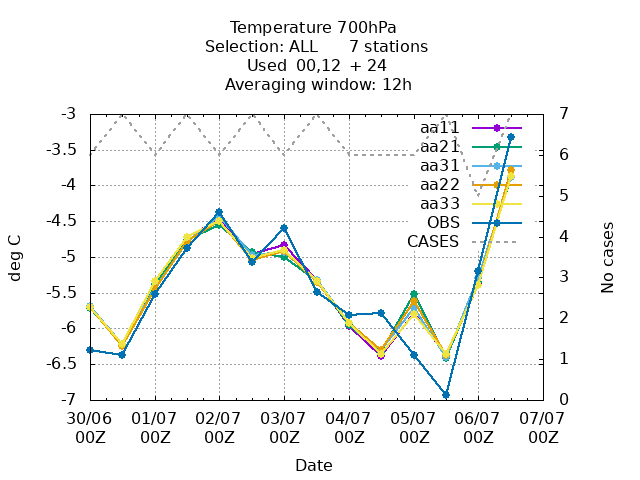 Temperature 700hPa
Selection: ALL 7 stations
Used 00,12 + 24
Averaging window: 12h
-3
-3.5
-4
-4.5
-5
-5.5
-6
-6.5
-7
deg C
7
6
5
4
3
2
1
0
No cases
aa11
aa21
aa31
aa22
aa33
OBS
CASES
30/06 01/07 02/07 03/07 04/07 05/07 06/07 07/07
00Z 00Z 00Z 00Z 00Z 00Z 00Z 00Z
Date